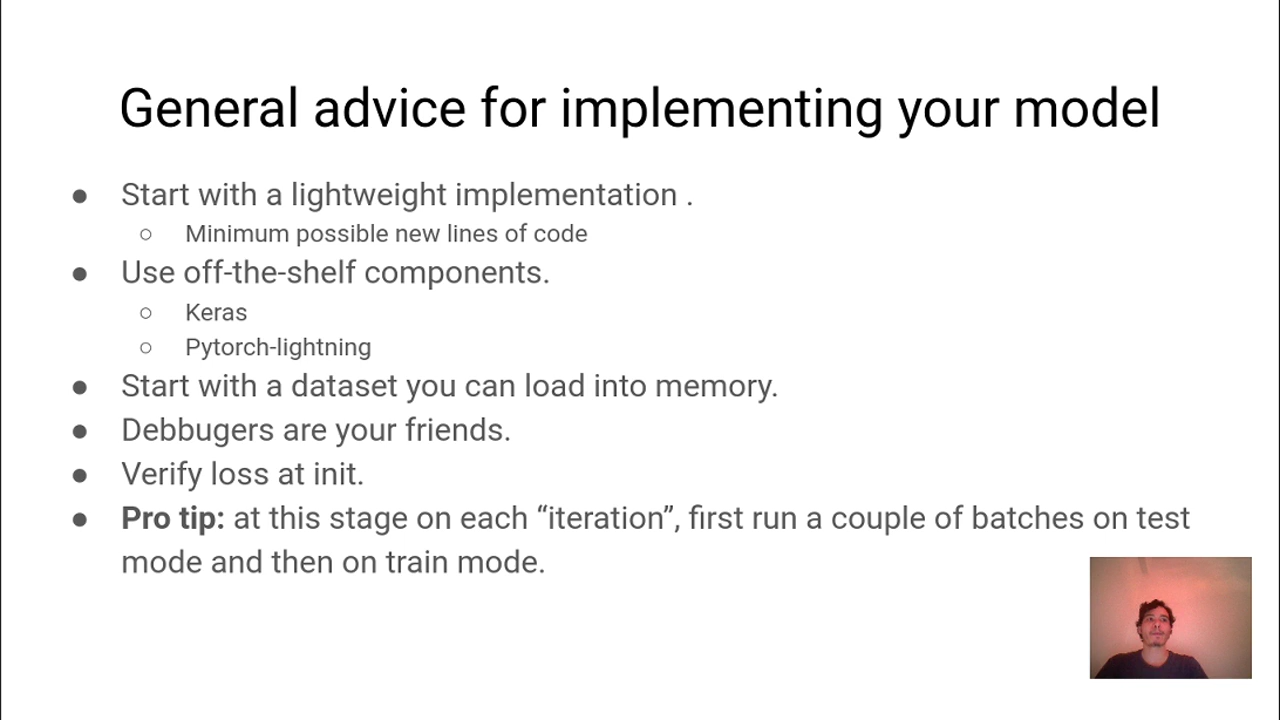 General advice for implementing your model
● Start with a lightweight implementation .
○ Minimum possible new lines of code
● Use off-the-shelf components.
○ Keras
○ Pytorch-lightning
● Start with a dataset you can load into memory.
● Debbugers are your friends.
● Verify loss at init.
● Pro tip: at this stage on each “iteration”, first run a couple of batches on test
mode and then on train mode.